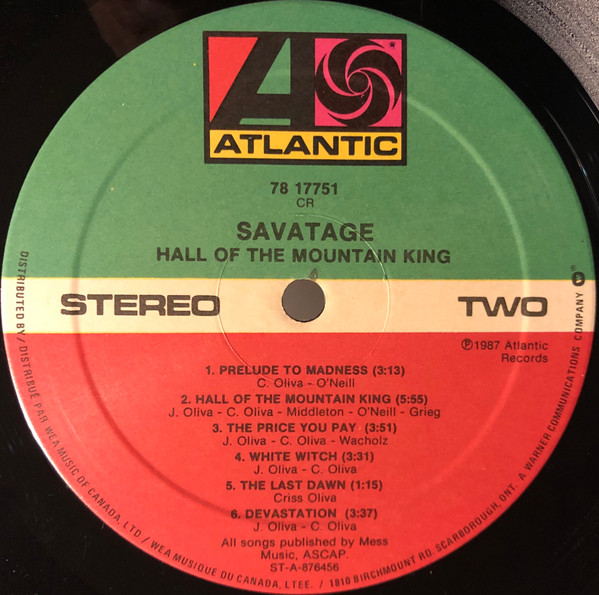 ATLANTIC
78 17751
CR
SAVATAGE
HALL OF THE MOUNTAIN KING
STEREO
TWO
℗1987 Atlantic
Records
1. PRELUDE TO MADNESS (3:13)
C. Oliva - O'Neill
2. HALL OF THE MOUNTAIN KING (5:55)
J. Oliva - C. Oliva - Middleton - O'Neill - Grieg
3. THE PRICE YOU PAY (3:51)
J. Oliva - C. Oliva - Wacholz
4. WHITE WITCH (3:31)
J. Oliva - C. Oliva
5. THE LAST DAWN (1:15)
Criss Oliva
6. DEVASTATION (3:37)
J. Oliva - C. Oliva
All songs published by Mess
Music, ASCAP.
ST-A-876456
DISTRIBUTED BY/DISTRIBUÉ PAR WEA MUSIC OF CANADA, LTD / WEA MUSIQUE DU CANADA, LTEE. / 1810 BIRCHMOUNT RD. SCARBOROUGH, ONT. A WARNER COMMUNICATIONS COMPANY